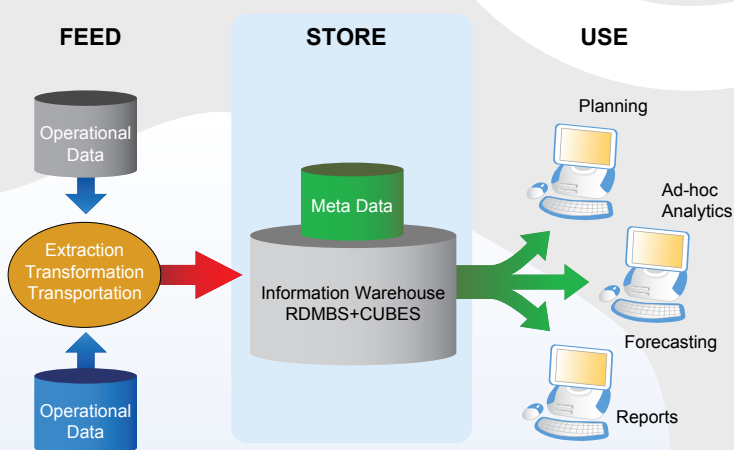 FEED
STORE
USE
Operational
Data
Extraction
Transformation
Transportation
Operational
Data
Meta Data
Information Warehouse
RDMBS+CUBES
Planning
Ad-hoc
Analytics
Forecasting
Reports